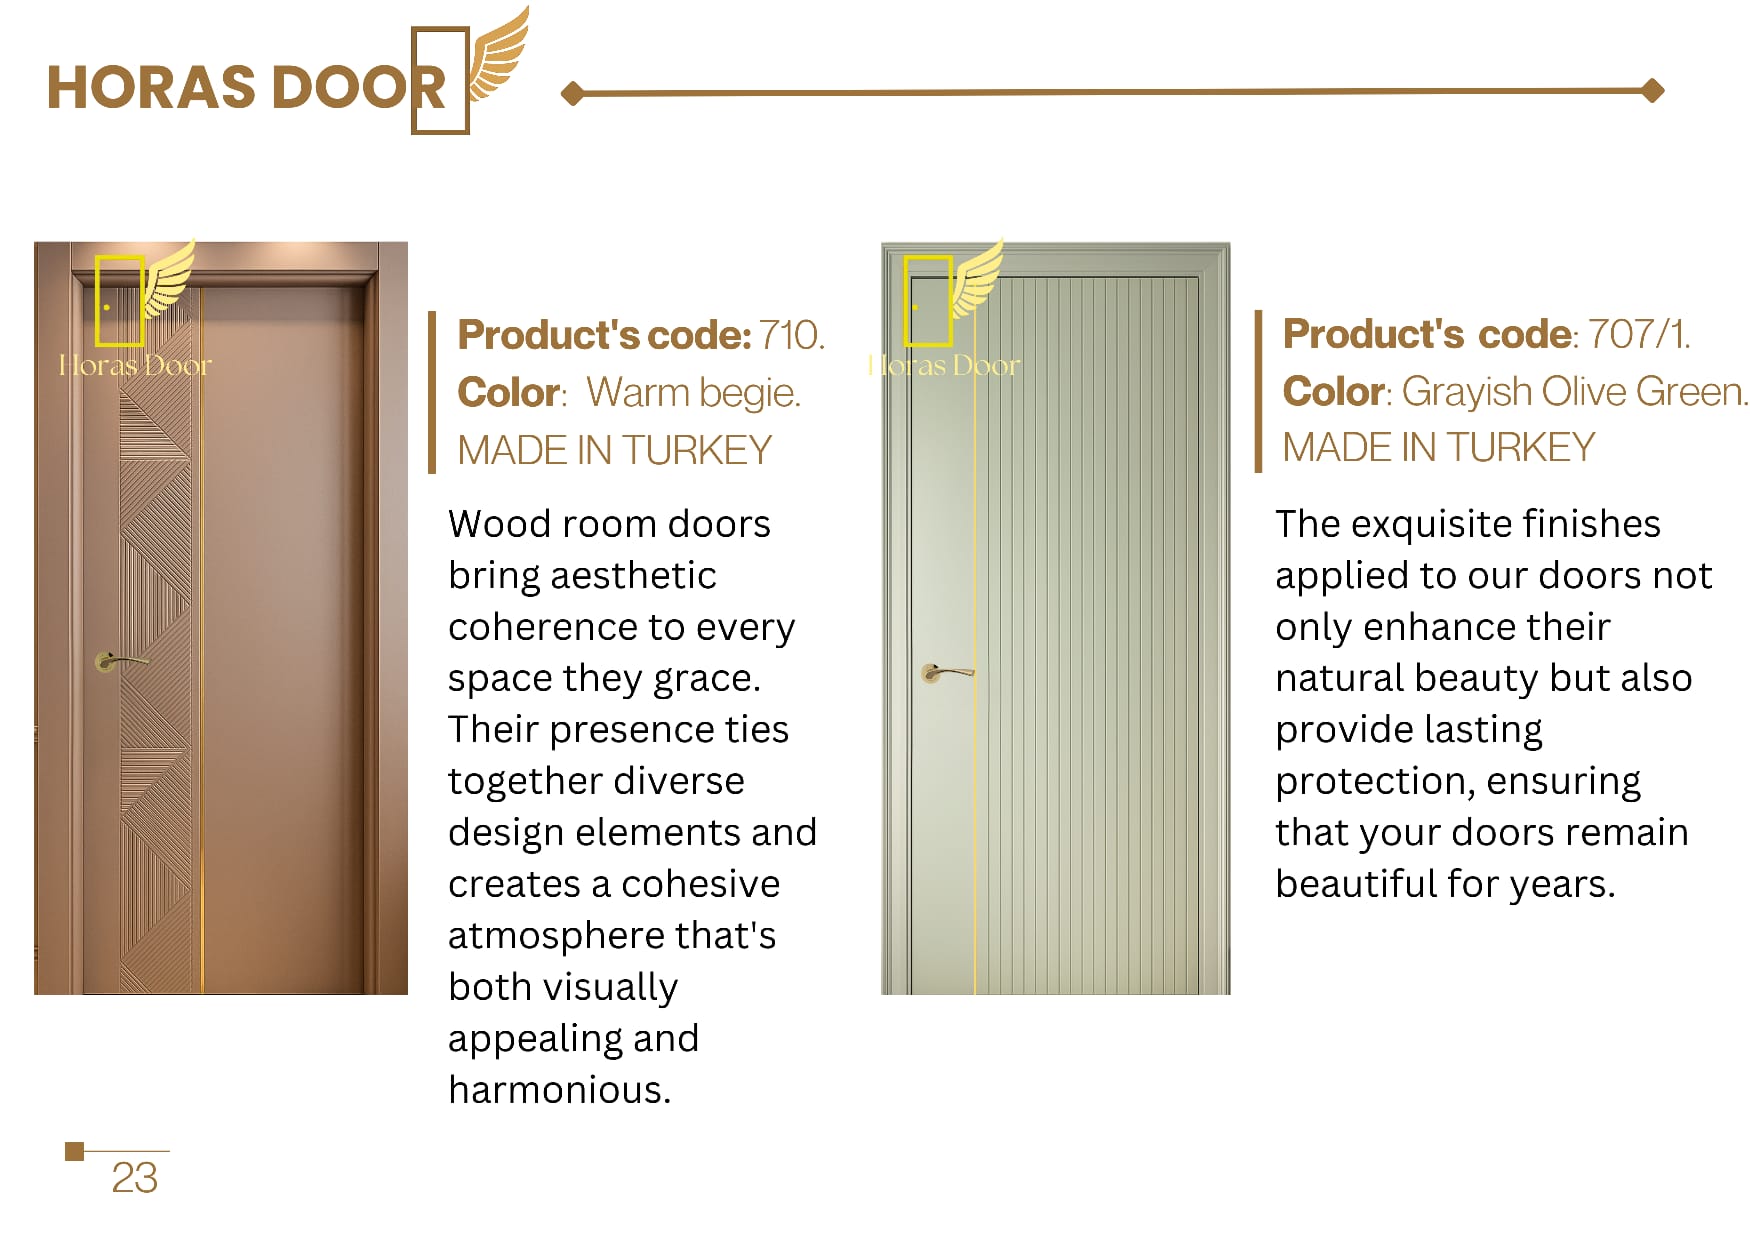 HORAS DOOR
Horas Door
Product's code: 710.
Color: Warm begie.
MADE IN TURKEY
Wood room doors
bring aesthetic
coherence to every
space they grace.
Their presence ties
together diverse
design elements and
creates a cohesive
atmosphere that's
both visually
appealing and
harmonious.
Horas Door
Product's code: 707/1.
Color: Grayish Olive Green.
MADE IN TURKEY
The exquisite finishes
applied to our doors not
only enhance their
natural beauty but also
provide lasting
protection, ensuring
that your doors remain
beautiful for years.
23